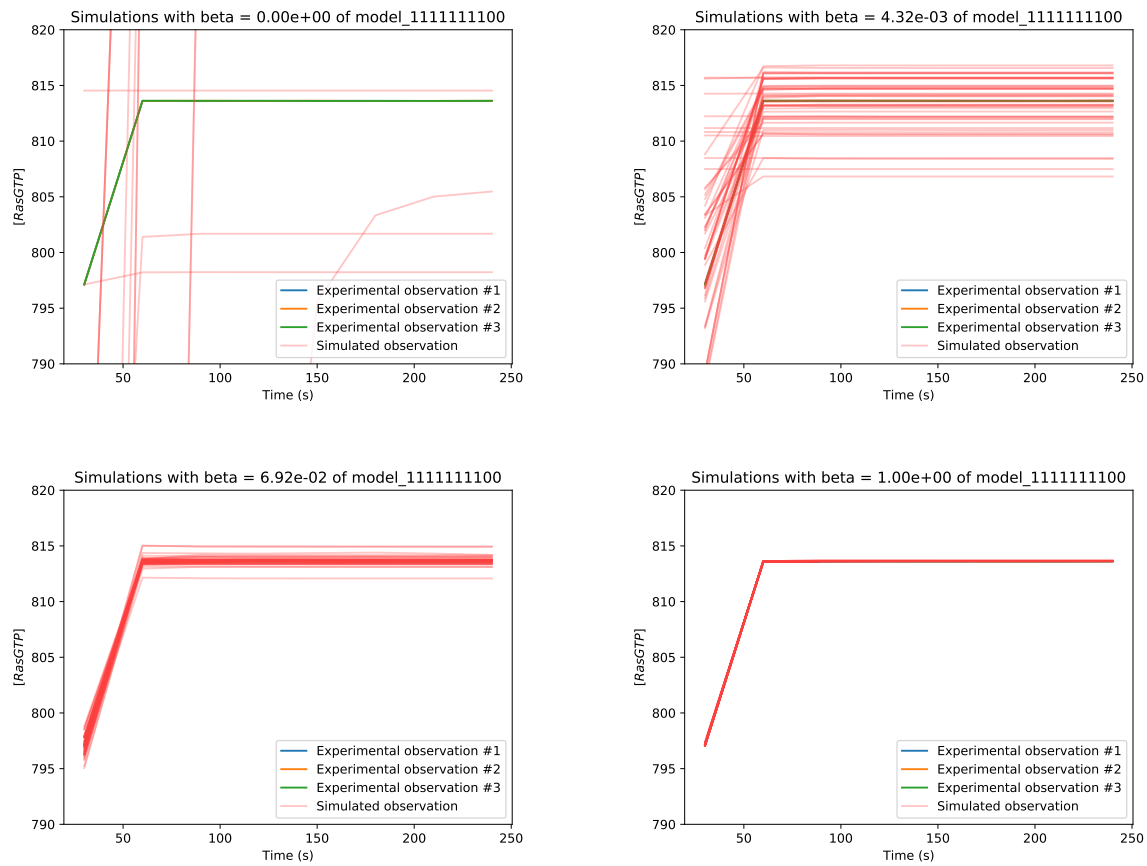 Simulations with beta = 0.00e+00 of model_1111111100
820
815
810
805
800
795
790
[RasGTP]
50
100
150
200
250
Time (s)
Experimental observation #1
Experimental observation #2
Experimental observation #3
Simulated observation
Simulations with beta = 4.32e-03 of model_1111111100
820
815
810
805
800
795
790
[RasGTP]
50
100
150
200
250
Time (s)
Experimental observation #1
Experimental observation #2
Experimental observation #3
Simulated observation
Simulations with beta = 6.92e-02 of model_1111111100
820
815
810
805
800
795
790
[RasGTP]
50
100
150
200
250
Time (s)
Experimental observation #1
Experimental observation #2
Experimental observation #3
Simulated observation
Simulations with beta = 1.00e+00 of model_1111111100
820
815
810
805
800
795
790
[RasGTP]
50
100
150
200
250
Time (s)
Experimental observation #1
Experimental observation #2
Experimental observation #3
Simulated observation